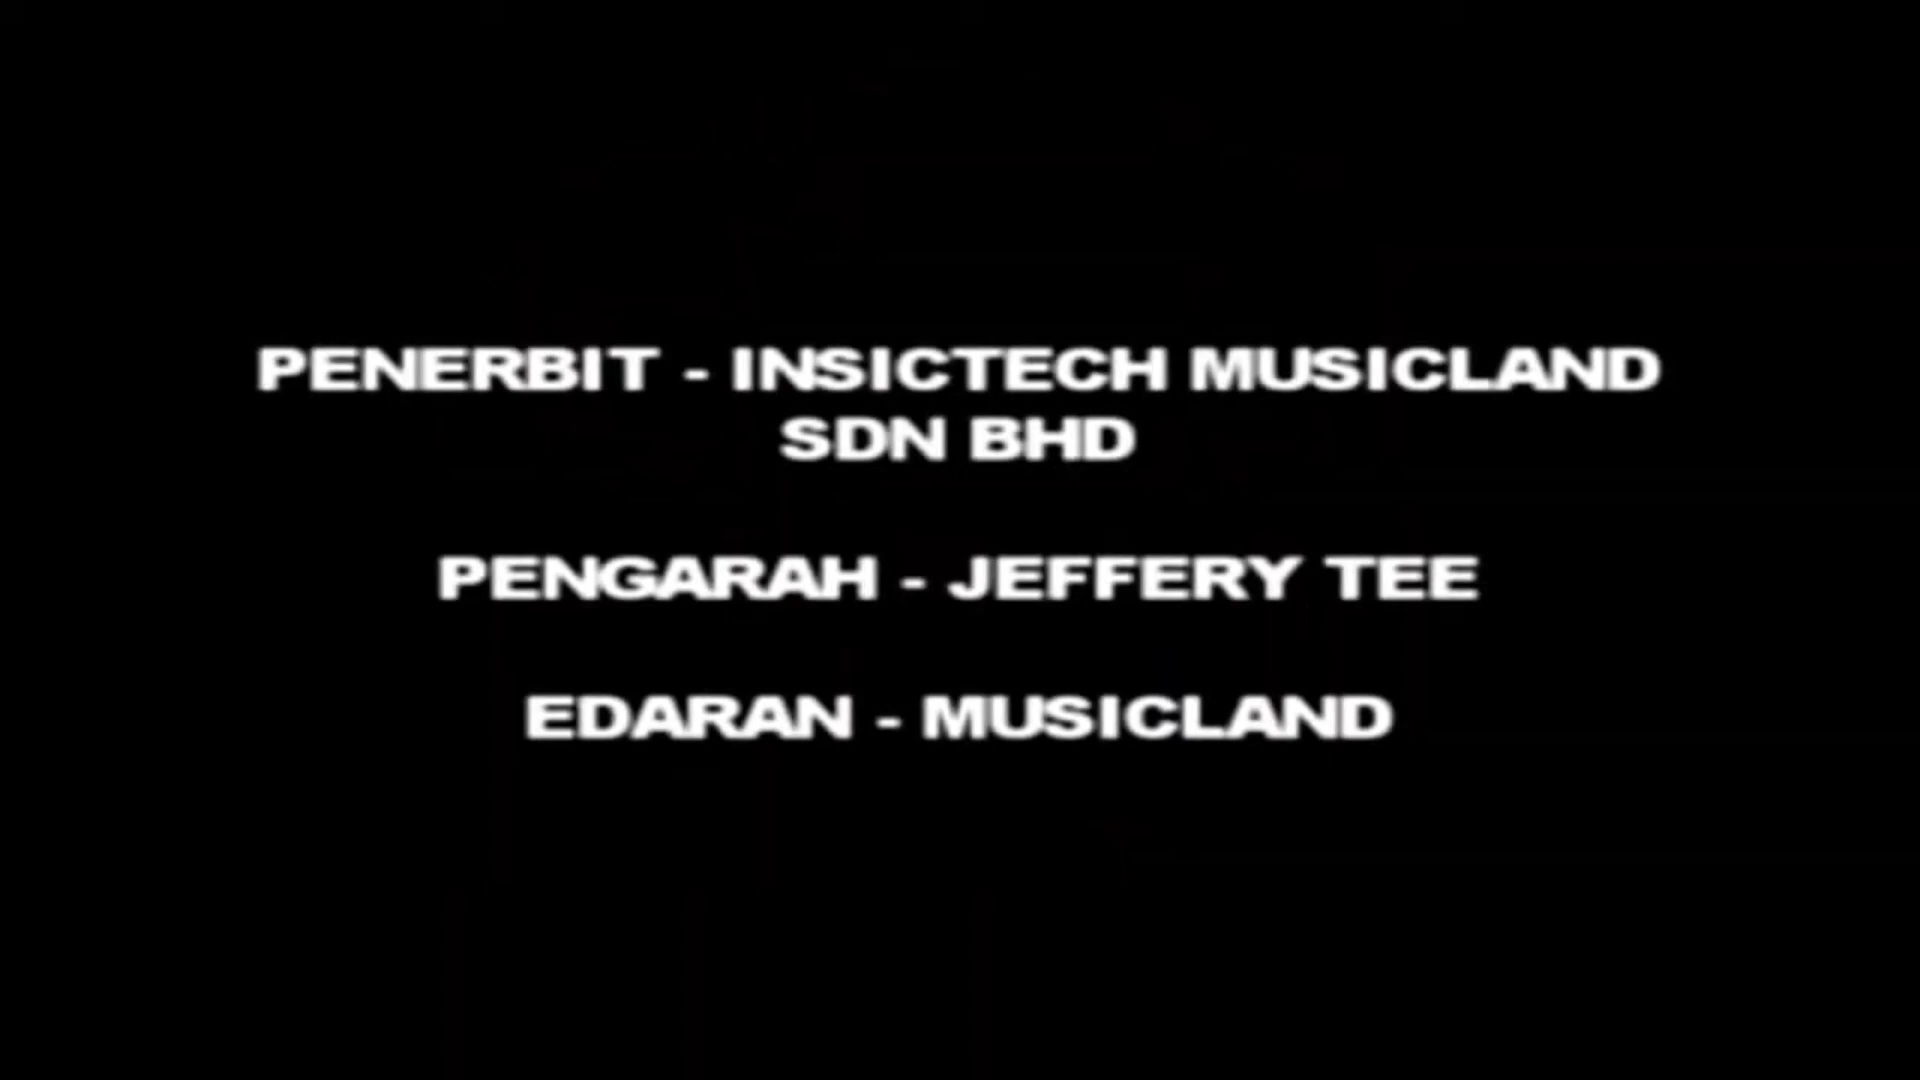 PENERBIT - INSICTECH MUSICLAND
SDN BHD
PENGARAH - JEFFERY TEE
EDARAN - MUSICLAND